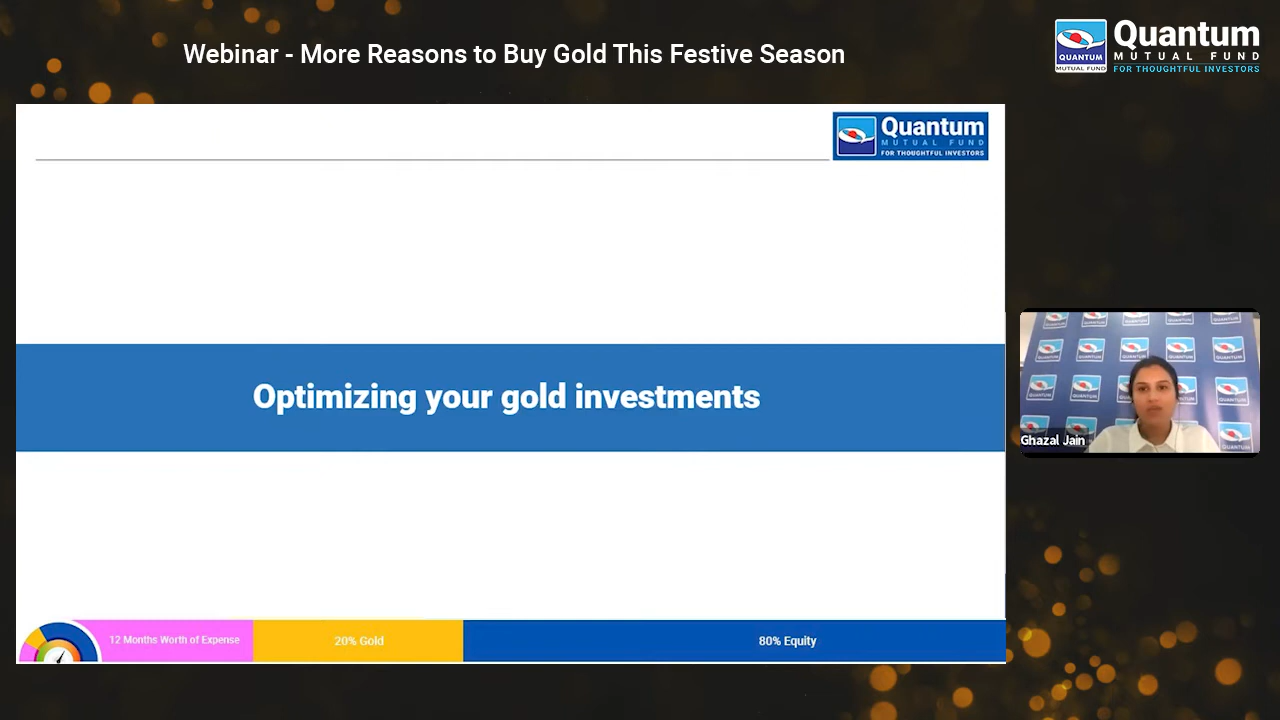 Webinar - More Reasons to Buy Gold This Festive Season
Quantum
MUTUAL FUND
FOR THOUGHTFUL INVESTORS
QUANTUM
MUTUAL FUND
Quantum
MUTUAL FUND
FOR THOUGHTFUL INVESTORS
Optimizing your gold investments
Ghazal Jain
12 Months Worth of Expense
20% Gold
80% Equity